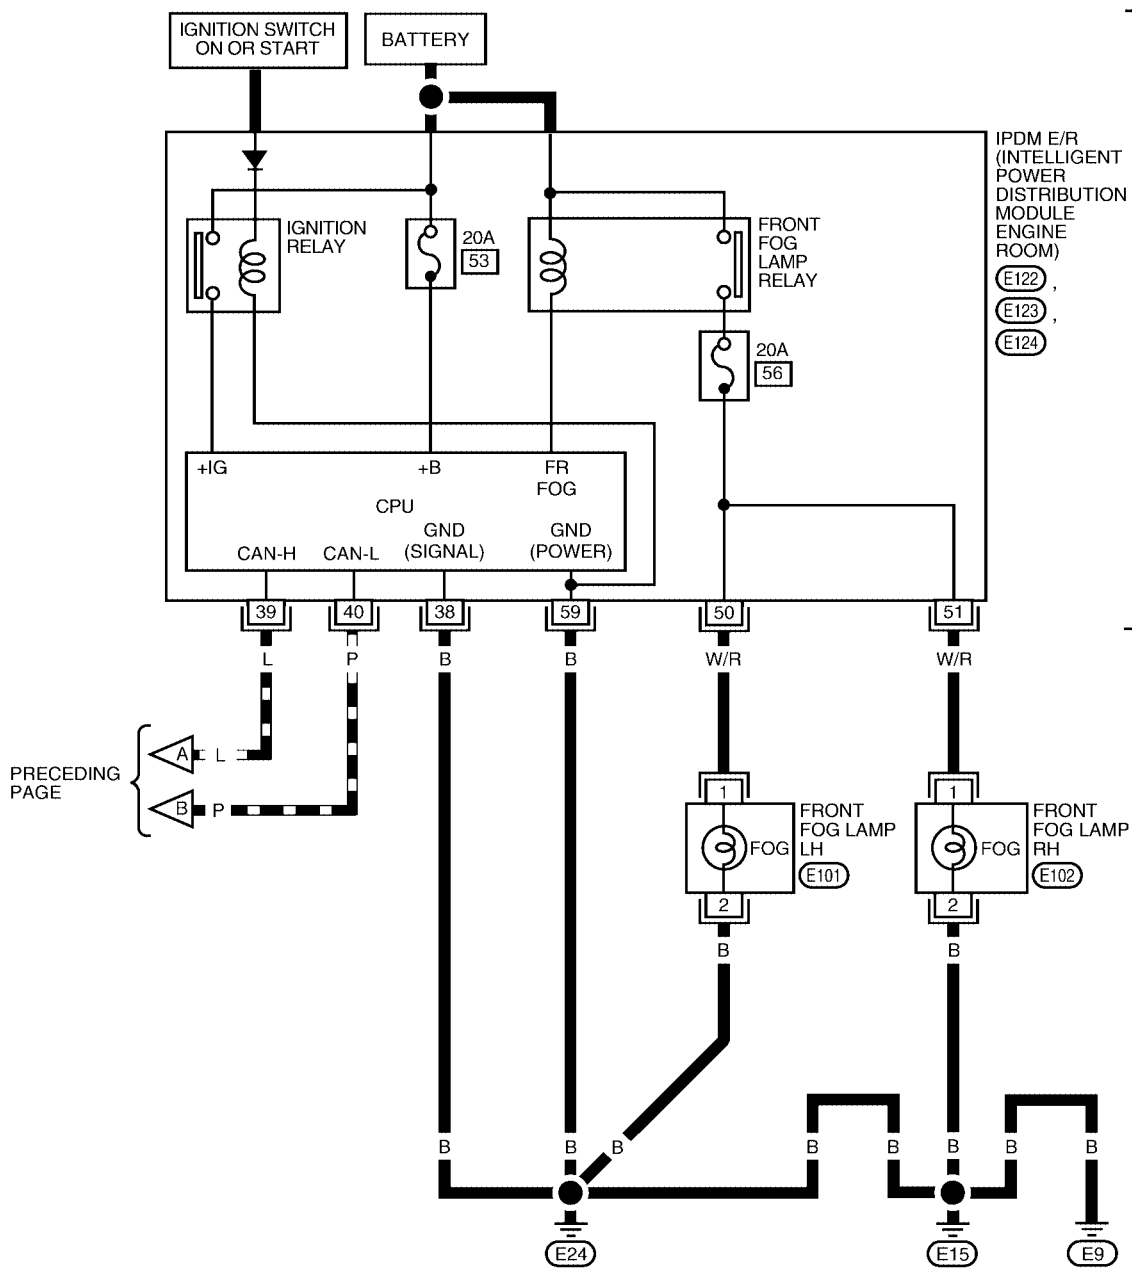 IGNITION SWITCH
ON OR START
BATTERY
IPDM E/R
(INTELLIGENT
POWER
DISTRIBUTION
MODULE
ENGINE
ROOM)
E122 ,
E123 ,
E124
IGNITION
RELAY
20A
53
FRONT
FOG
LAMP
RELAY
20A
56
+IG
+B
FR
FOG
CPU
CAN-H
CAN-L
GND
(SIGNAL)
GND
(POWER)
39
40
38
59
50
51
L
P
B
B
W/R
W/R
PRECEDING
PAGE
A
L
B
P
1
FOG
2
FRONT
FOG LAMP
LH
E101
1
FOG
2
FRONT
FOG LAMP
RH
E102
B
B
B
B
B
B
B
B
B
B
E24
E15
E9